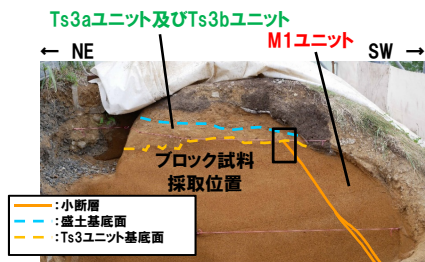 Ts3aユニット及びTs3bユニット
M1ユニット
← NE
SW →
ブロック試料
採取位置
:小断層
:盛土基底面
:Ts3ユニット基底面